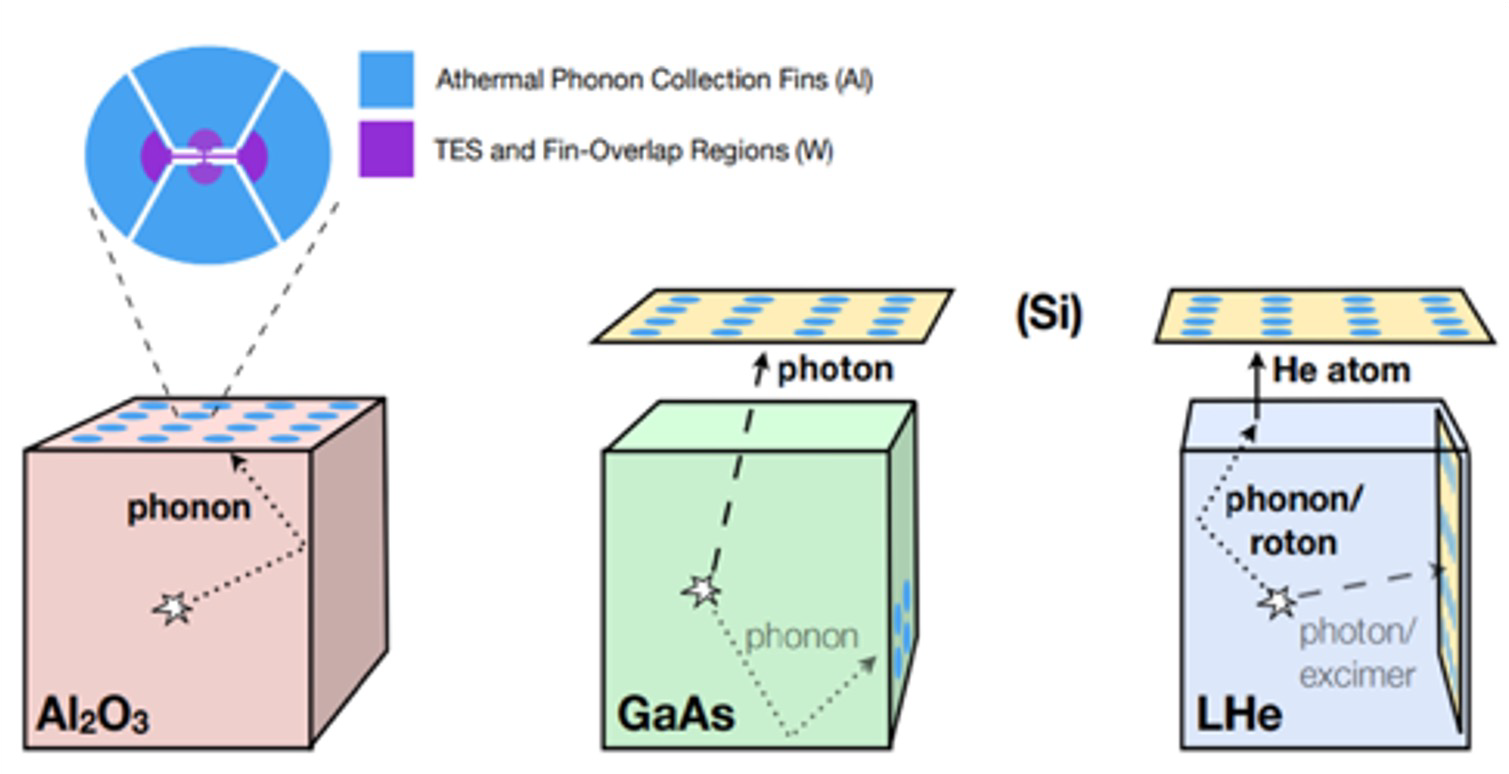 Athermal Phonon Collection Fins (Al)
TES and Fin-Overlap Regions (W)
(Si)
photon
He atom
phonon
phonon/
roton
phonon
photon/
excimer
Al₂O₃
GaAs
LHe